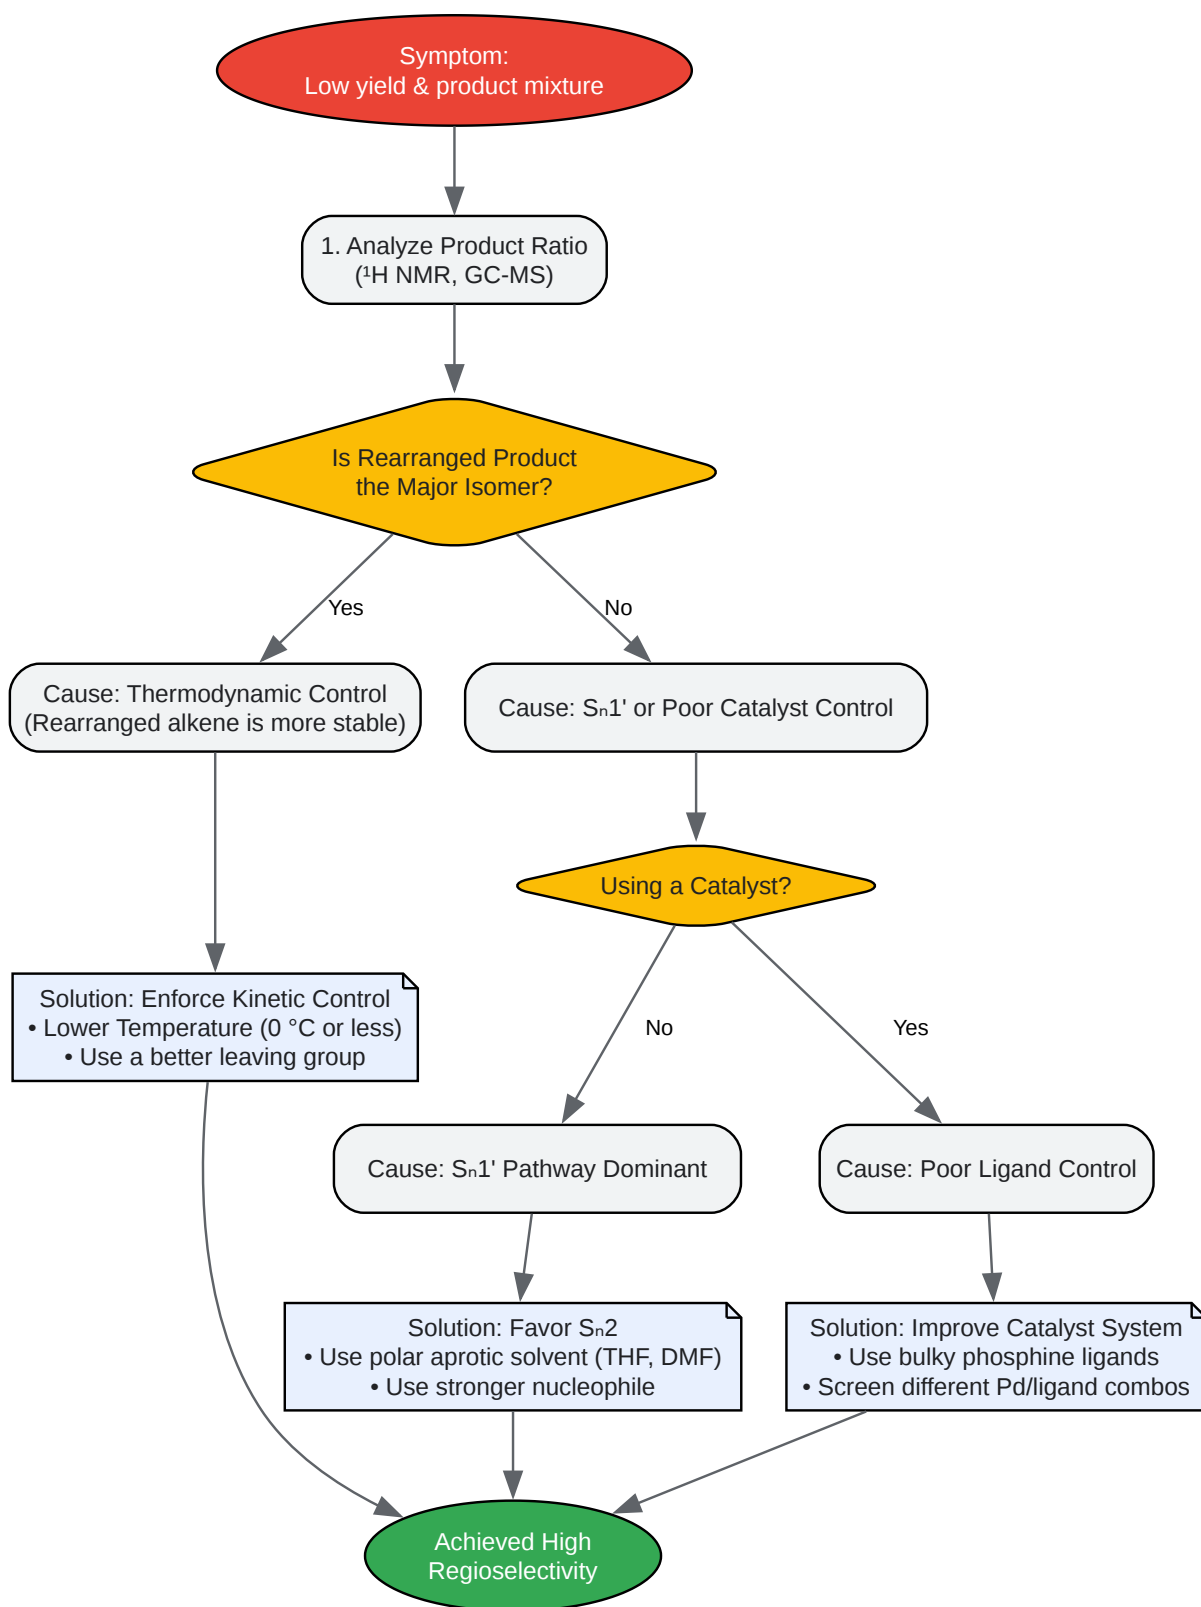 Symptom:
Low yield & product mixture
1. Analyze Product Ratio
(¹H NMR, GC-MS)
Is Rearranged Product
the Major Isomer?
Yes
No
Cause: Thermodynamic Control
(Rearranged alkene is more stable)
Cause: Sₙ1' or Poor Catalyst Control
Using a Catalyst?
Solution: Enforce Kinetic Control
• Lower Temperature (0 °C or less)
• Use a better leaving group
No
Yes
Cause: Sₙ1' Pathway Dominant
Cause: Poor Ligand Control
Solution: Favor Sₙ2
• Use polar aprotic solvent (THF, DMF)
• Use stronger nucleophile
Solution: Improve Catalyst System
• Use bulky phosphine ligands
• Screen different Pd/ligand combos
Achieved High
Regioselectivity